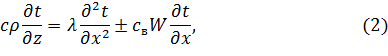 cρ ∂t/∂z = λ ∂²t/∂x² ± c_в W ∂t/∂x, (2)